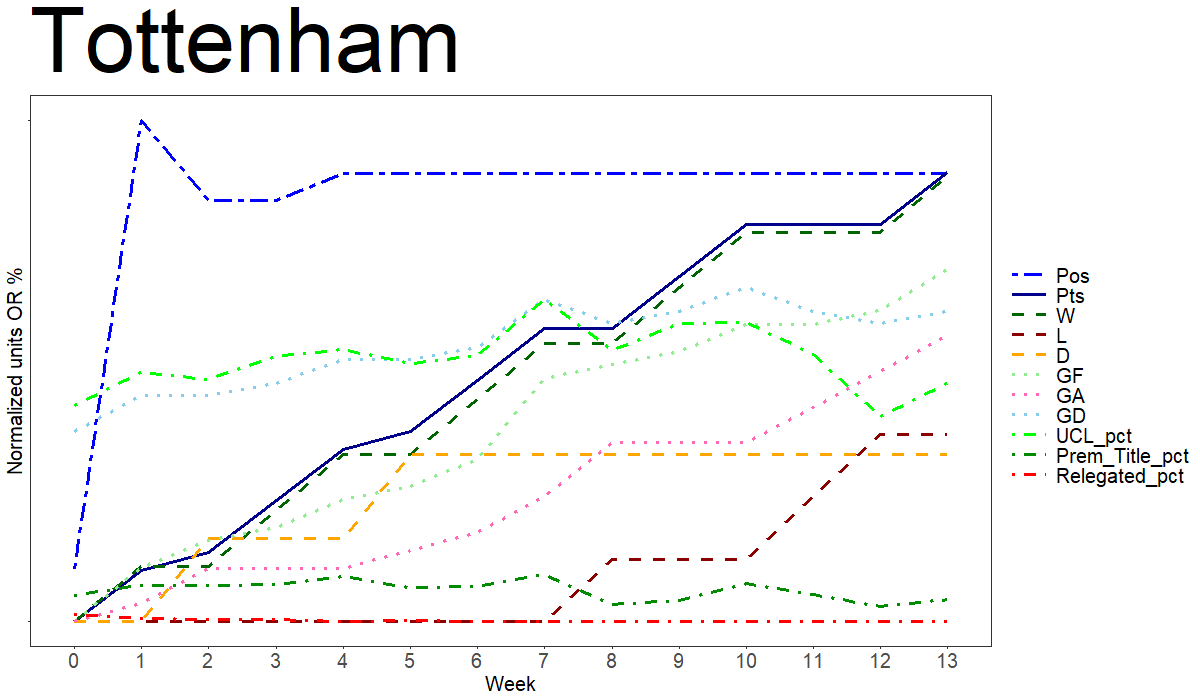 Tottenham
Normalized units OR %
Pos
Pts
W
L
D
GF
GA
GD
UCL_pct
Prem_Title_pct
Relegated_pct
0 1 2 3 4 5 6 7 8 9 10 11 12 13
Week